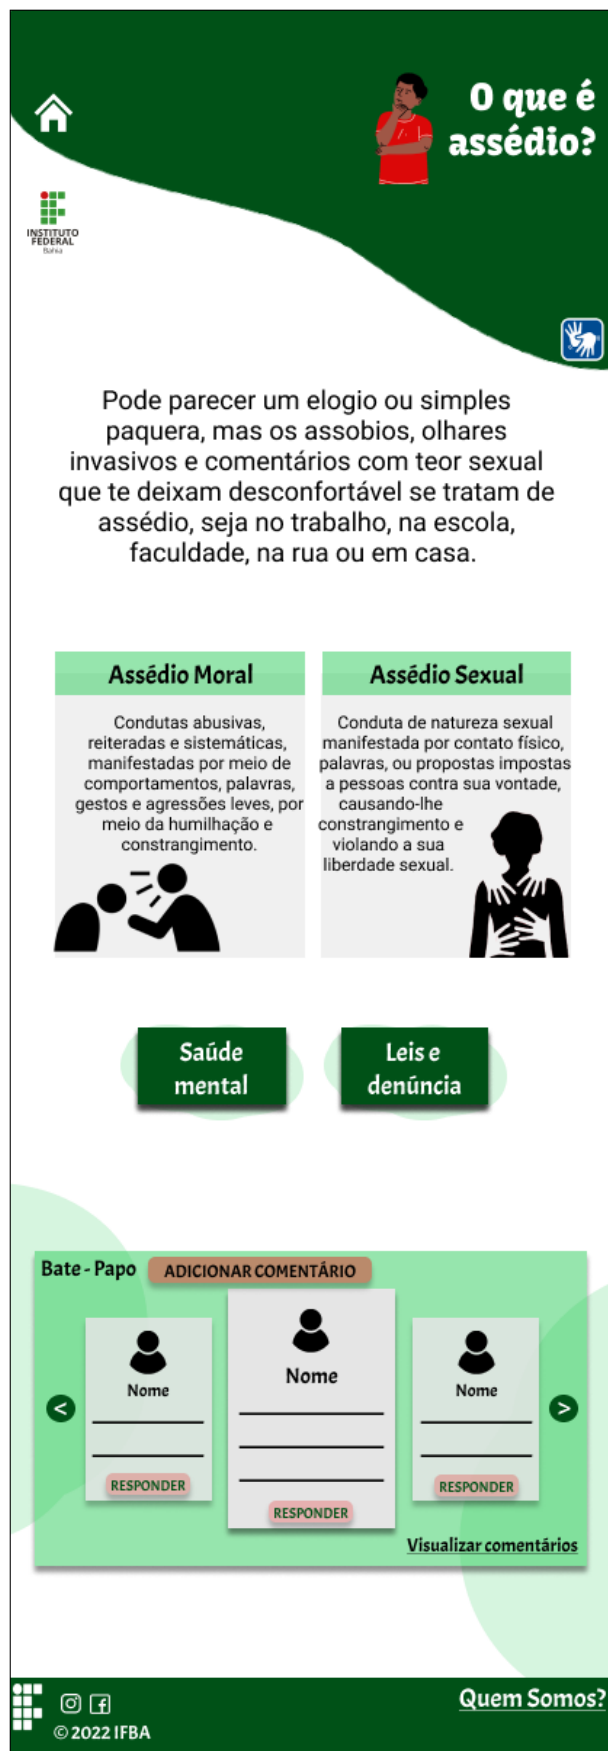 O que é
assédio?
INSTITUTO
FEDERAL
Bahia
Pode parecer um elogio ou simples
paquera, mas os assobios, olhares
invasivos e comentários com teor sexual
que te deixam desconfortável se tratam de
assédio, seja no trabalho, na escola,
faculdade, na rua ou em casa.
Assédio Moral
Condutas abusivas,
reiteradas e sistemáticas,
manifestadas por meio de
comportamentos, palavras,
gestos e agressões leves, por
meio da humilhação e
constrangimento.
Assédio Sexual
Conduta de natureza sexual
manifestada por contato físico,
palavras, ou propostas impostas
a pessoas contra sua vontade,
causando-lhe
constrangimento e
violando a sua
liberdade sexual.
Saúde
mental
Leis e
denúncia
Bate - Papo
ADICIONAR COMENTÁRIO
Nome
RESPONDER
Nome
RESPONDER
Nome
RESPONDER
<
>
Visualizar comentários
Quem Somos?
© 2022 IFBA